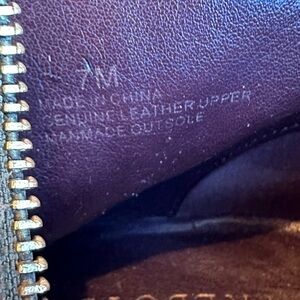 7M
MADE IN CHINA
GENUINE LEATHER UPPER
MANMADE OUTSOLE